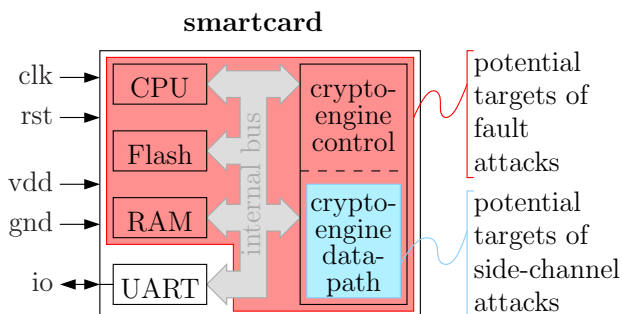 smartcard
clk
rst
vdd
gnd
io
CPU
Flash
RAM
UART
internal bus
crypto-
engine
control
crypto-
engine
data-
path
potential
targets of
fault
attacks
potential
targets of
side-channel
attacks